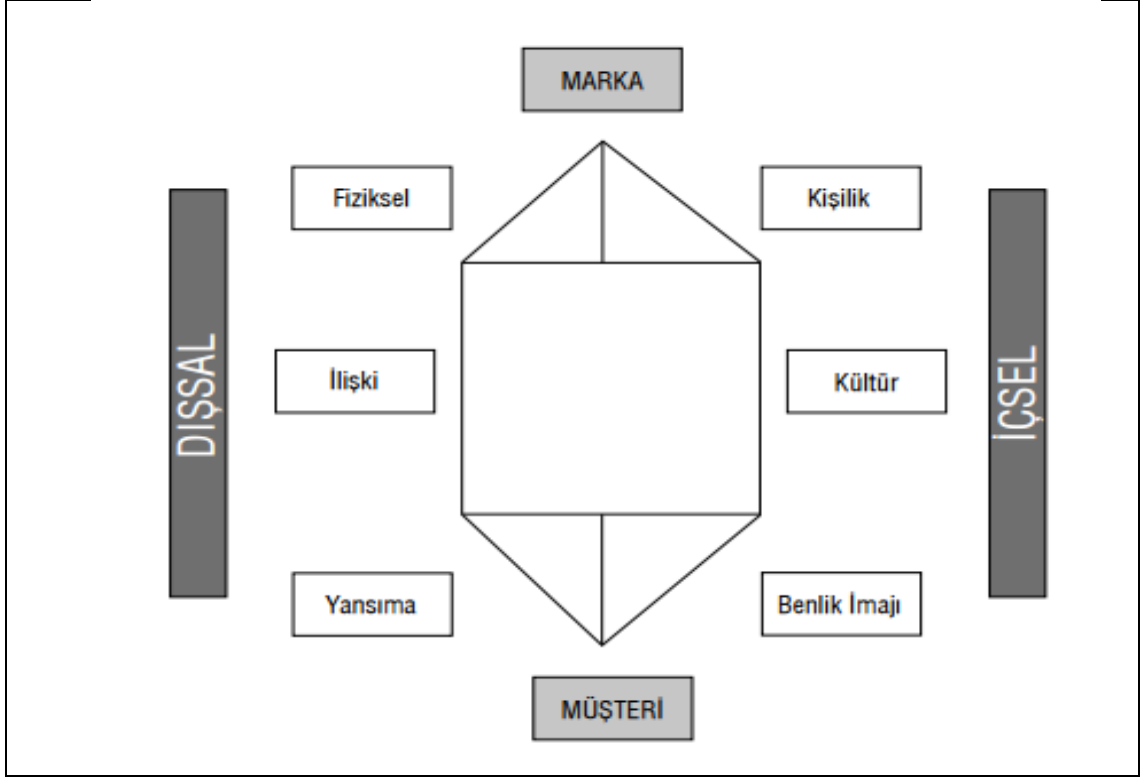 MARKA
Fiziksel
Kişilik
DIŞSAL
İlişki
Kültür
İÇSEL
Yansıma
Benlik İmajı
MÜŞTERİ